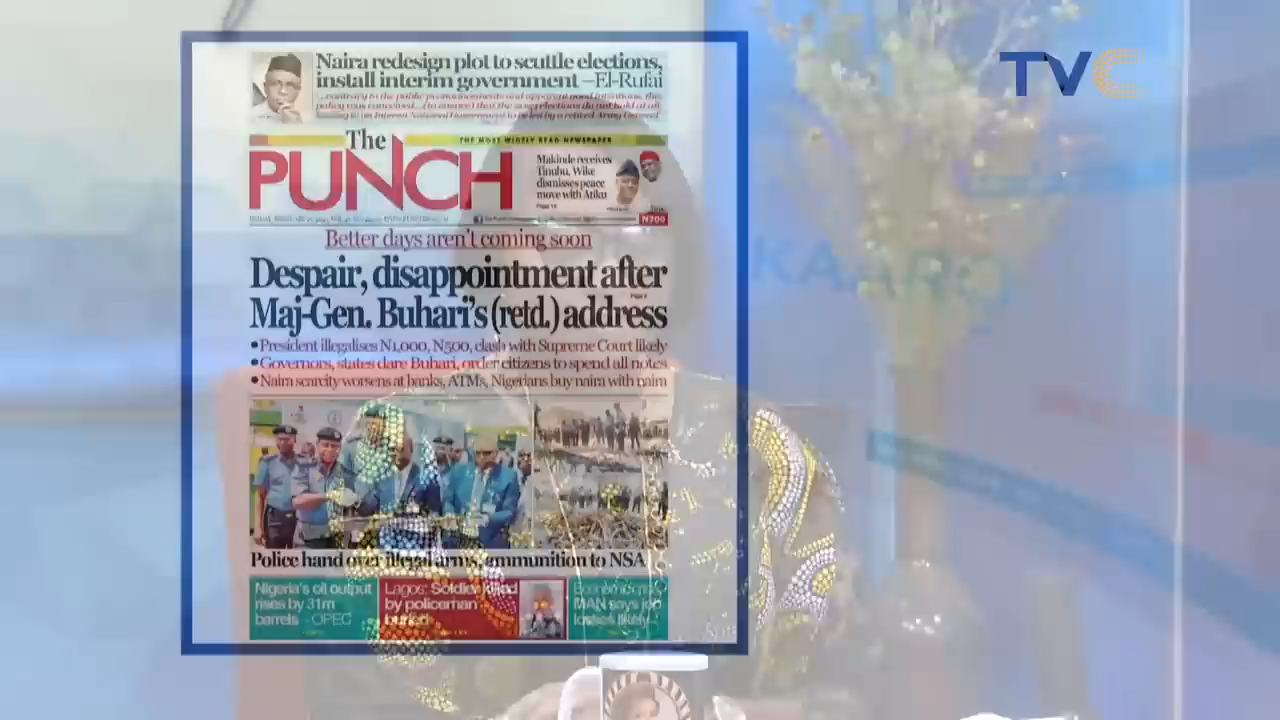 TVC
Naira redesign plot to scuttle elections,
install interim government –El-Rufai
The
PUNCH
THE MOST WIDELY READ NEWSPAPER
Makinde receives
Tinubu, Wike
dismisses peace
move with Atiku
N200
Better days aren't coming soon
Despair, disappointment after
Maj-Gen. Buhari's (retd.) address
•President illegalises N1,000, N500, clash with Supreme Court likely
•Governors, states dare Buhari, order citizens to spend all notes
•Naira scarcity worsens at banks, ATMs, Nigerians buy naira with naira
Police hand over illegal arms, ammunition to NSA
Nigeria's oil output
rises by 31m
barrels – OPEC
Lagos: Soldier killed
by policeman
buried
MAN says job
losses likely
KAARO